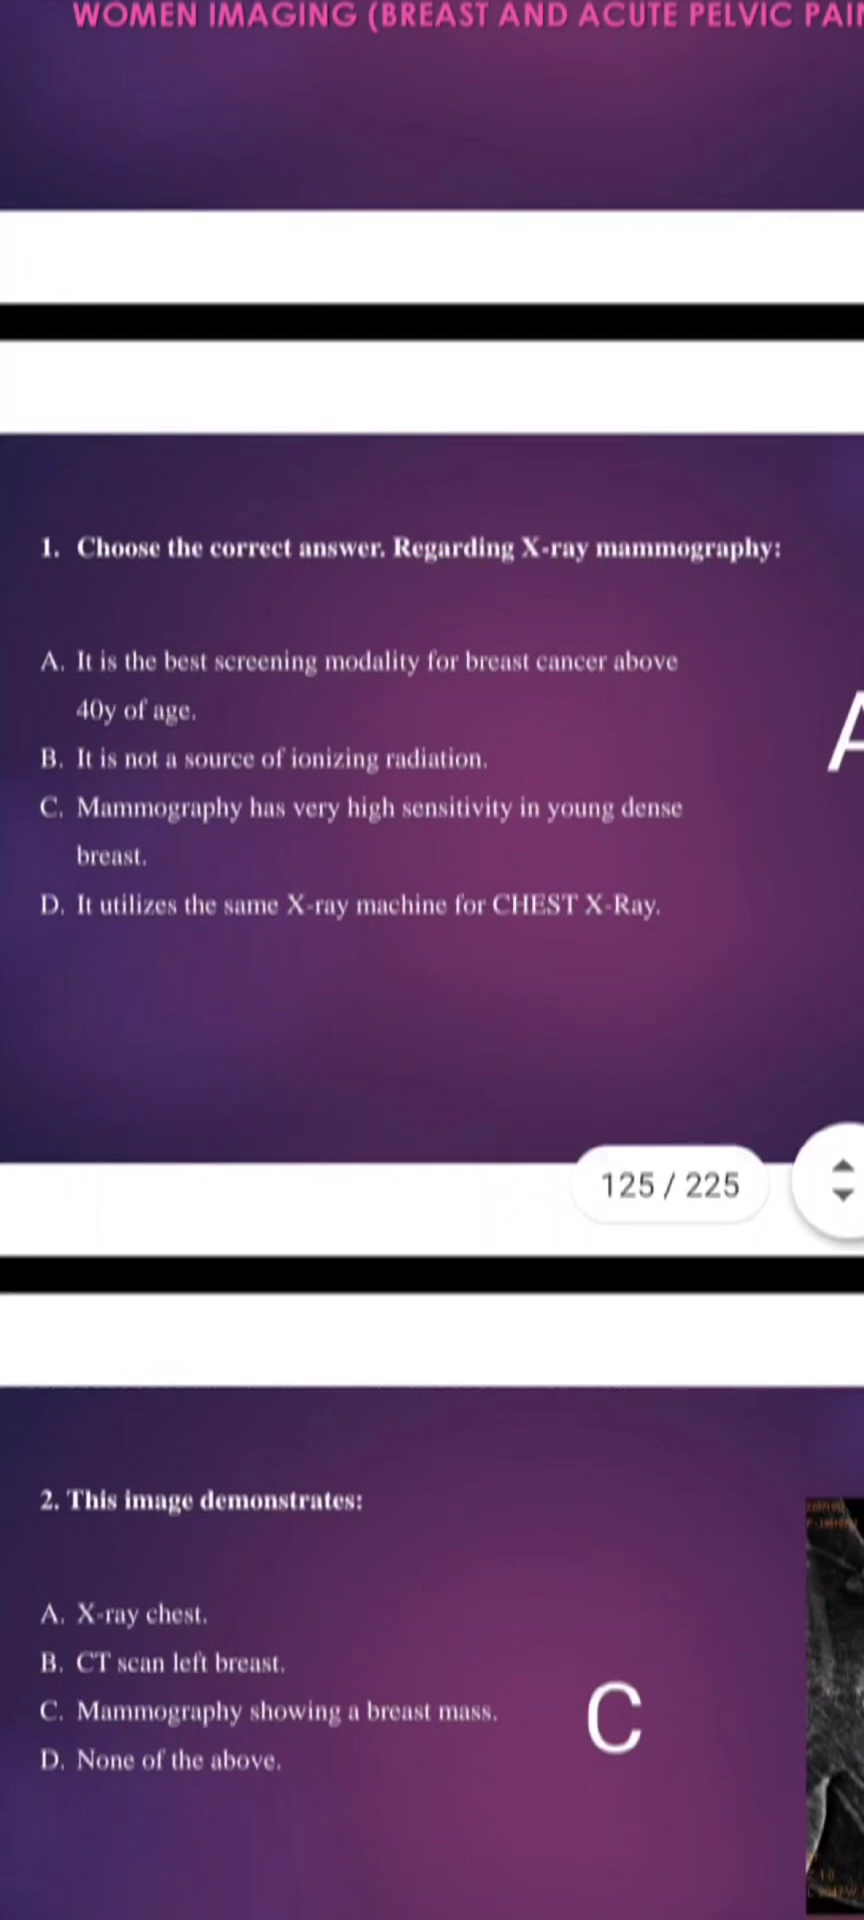 WOMEN IMAGING (BREAST AND ACUTE PELVIC PAI
1. Choose the correct answer. Regarding X-ray mammography:
A. It is the best screening modality for breast cancer above
40y of age.
A
B. It is not a source of ionizing radiation.
C. Mammography has very high sensitivity in young dense
breast.
D. It utilizes the same X-ray machine for CHEST X-Ray.
125 / 225
2. This image demonstrates:
A. X-ray chest.
B. CT scan left breast.
C. Mammography showing a breast mass.
C
D. None of the above.